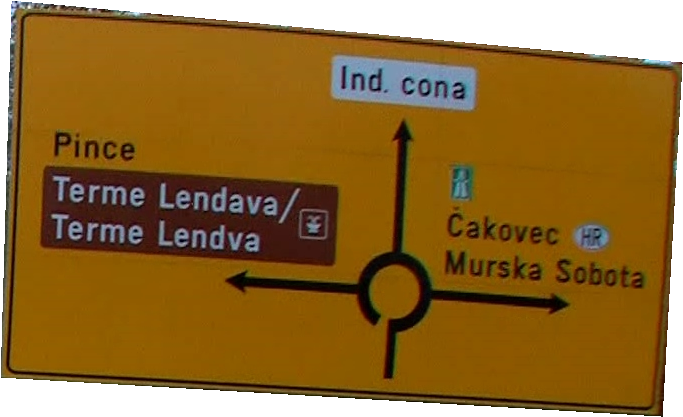 Ind. cona
Pince
Terme Lendava/
Terme Lendva
Čakovec HR
Murska Sobota